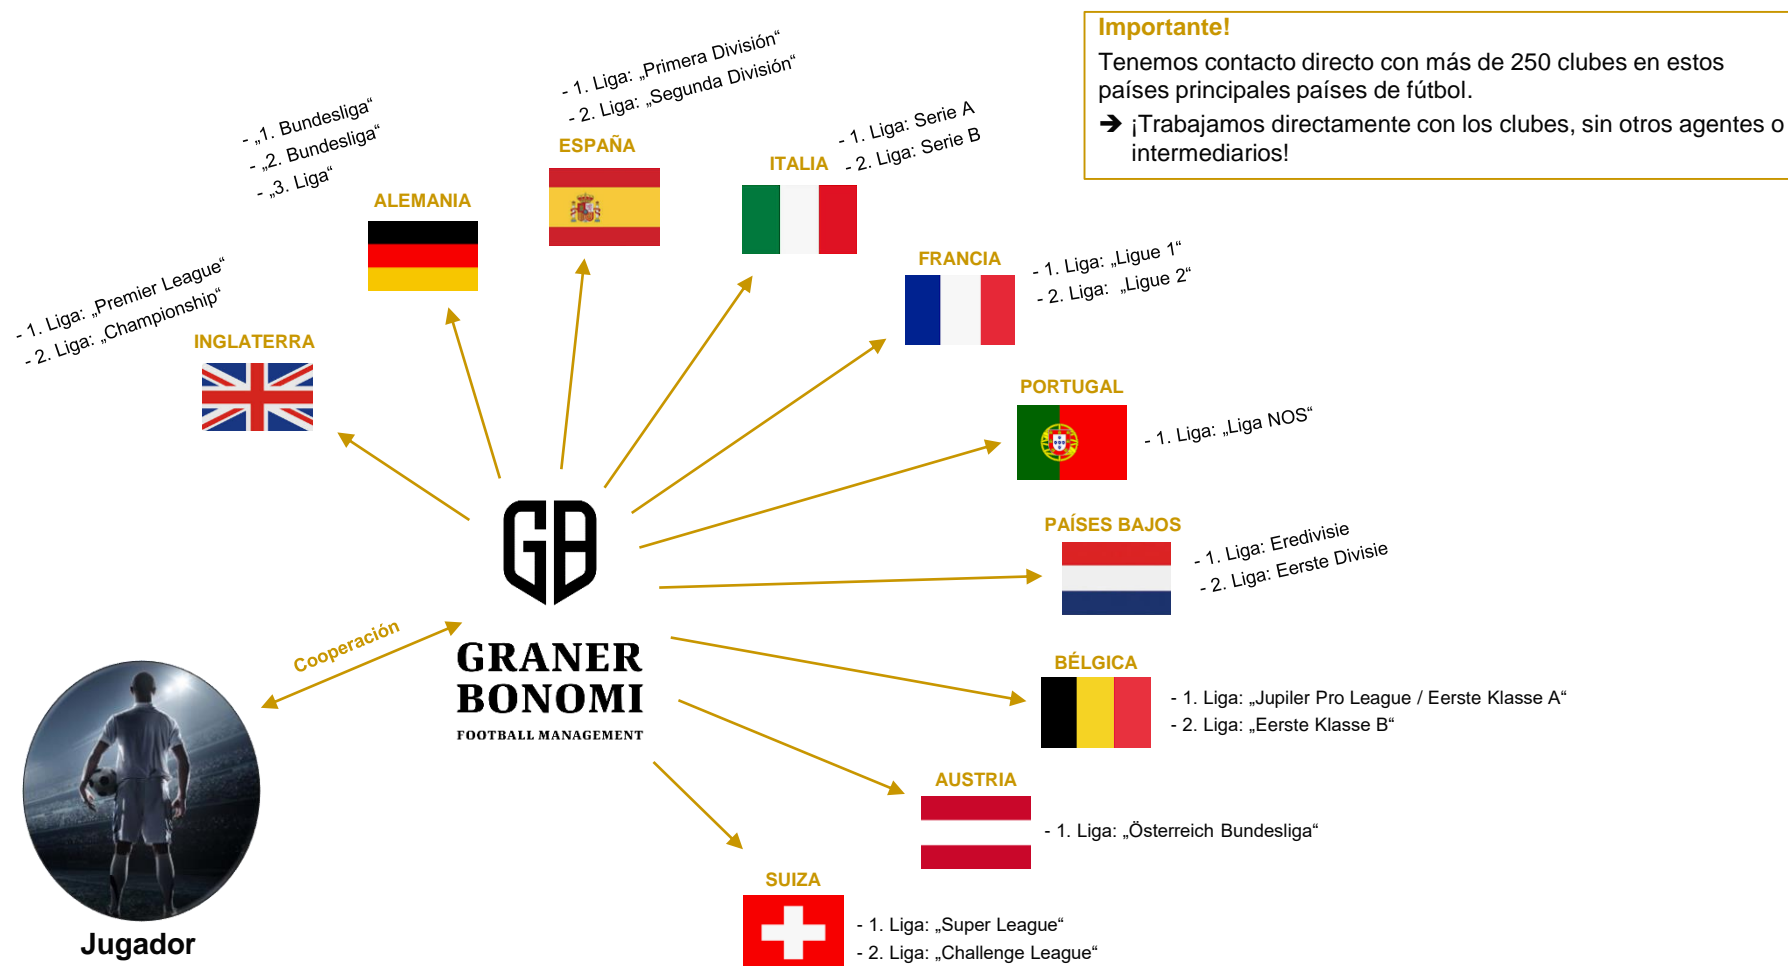 Importante!
Tenemos contacto directo con más de 250 clubes en estos
países principales países de fútbol.
➔ ¡Trabajamos directamente con los clubes, sin otros agentes o
intermediarios!
- 1. Liga: „Primera División“
- 2. Liga: „Segunda División“
ESPAÑA
- „1. Bundesliga“
- „2. Bundesliga“
- „3. Liga“
ALEMANIA
- 1. Liga: Serie A
- 2. Liga: Serie B
ITALIA
- 1. Liga: „Premier League“
- 2. Liga: „Championship“
INGLATERRA
FRANCIA
- 1. Liga: „Ligue 1“
- 2. Liga: „Ligue 2“
PORTUGAL
- 1. Liga: „Liga NOS“
PAÍSES BAJOS
- 1. Liga: Eredivisie
- 2. Liga: Eerste Divisie
GB
GRANER
BONOMI
FOOTBALL MANAGEMENT
Cooperación
Jugador
BÉLGICA
- 1. Liga: „Jupiler Pro League / Eerste Klasse A“
- 2. Liga: „Eerste Klasse B“
AUSTRIA
- 1. Liga: „Österreich Bundesliga“
SUIZA
- 1. Liga: „Super League“
- 2. Liga: „Challenge League“